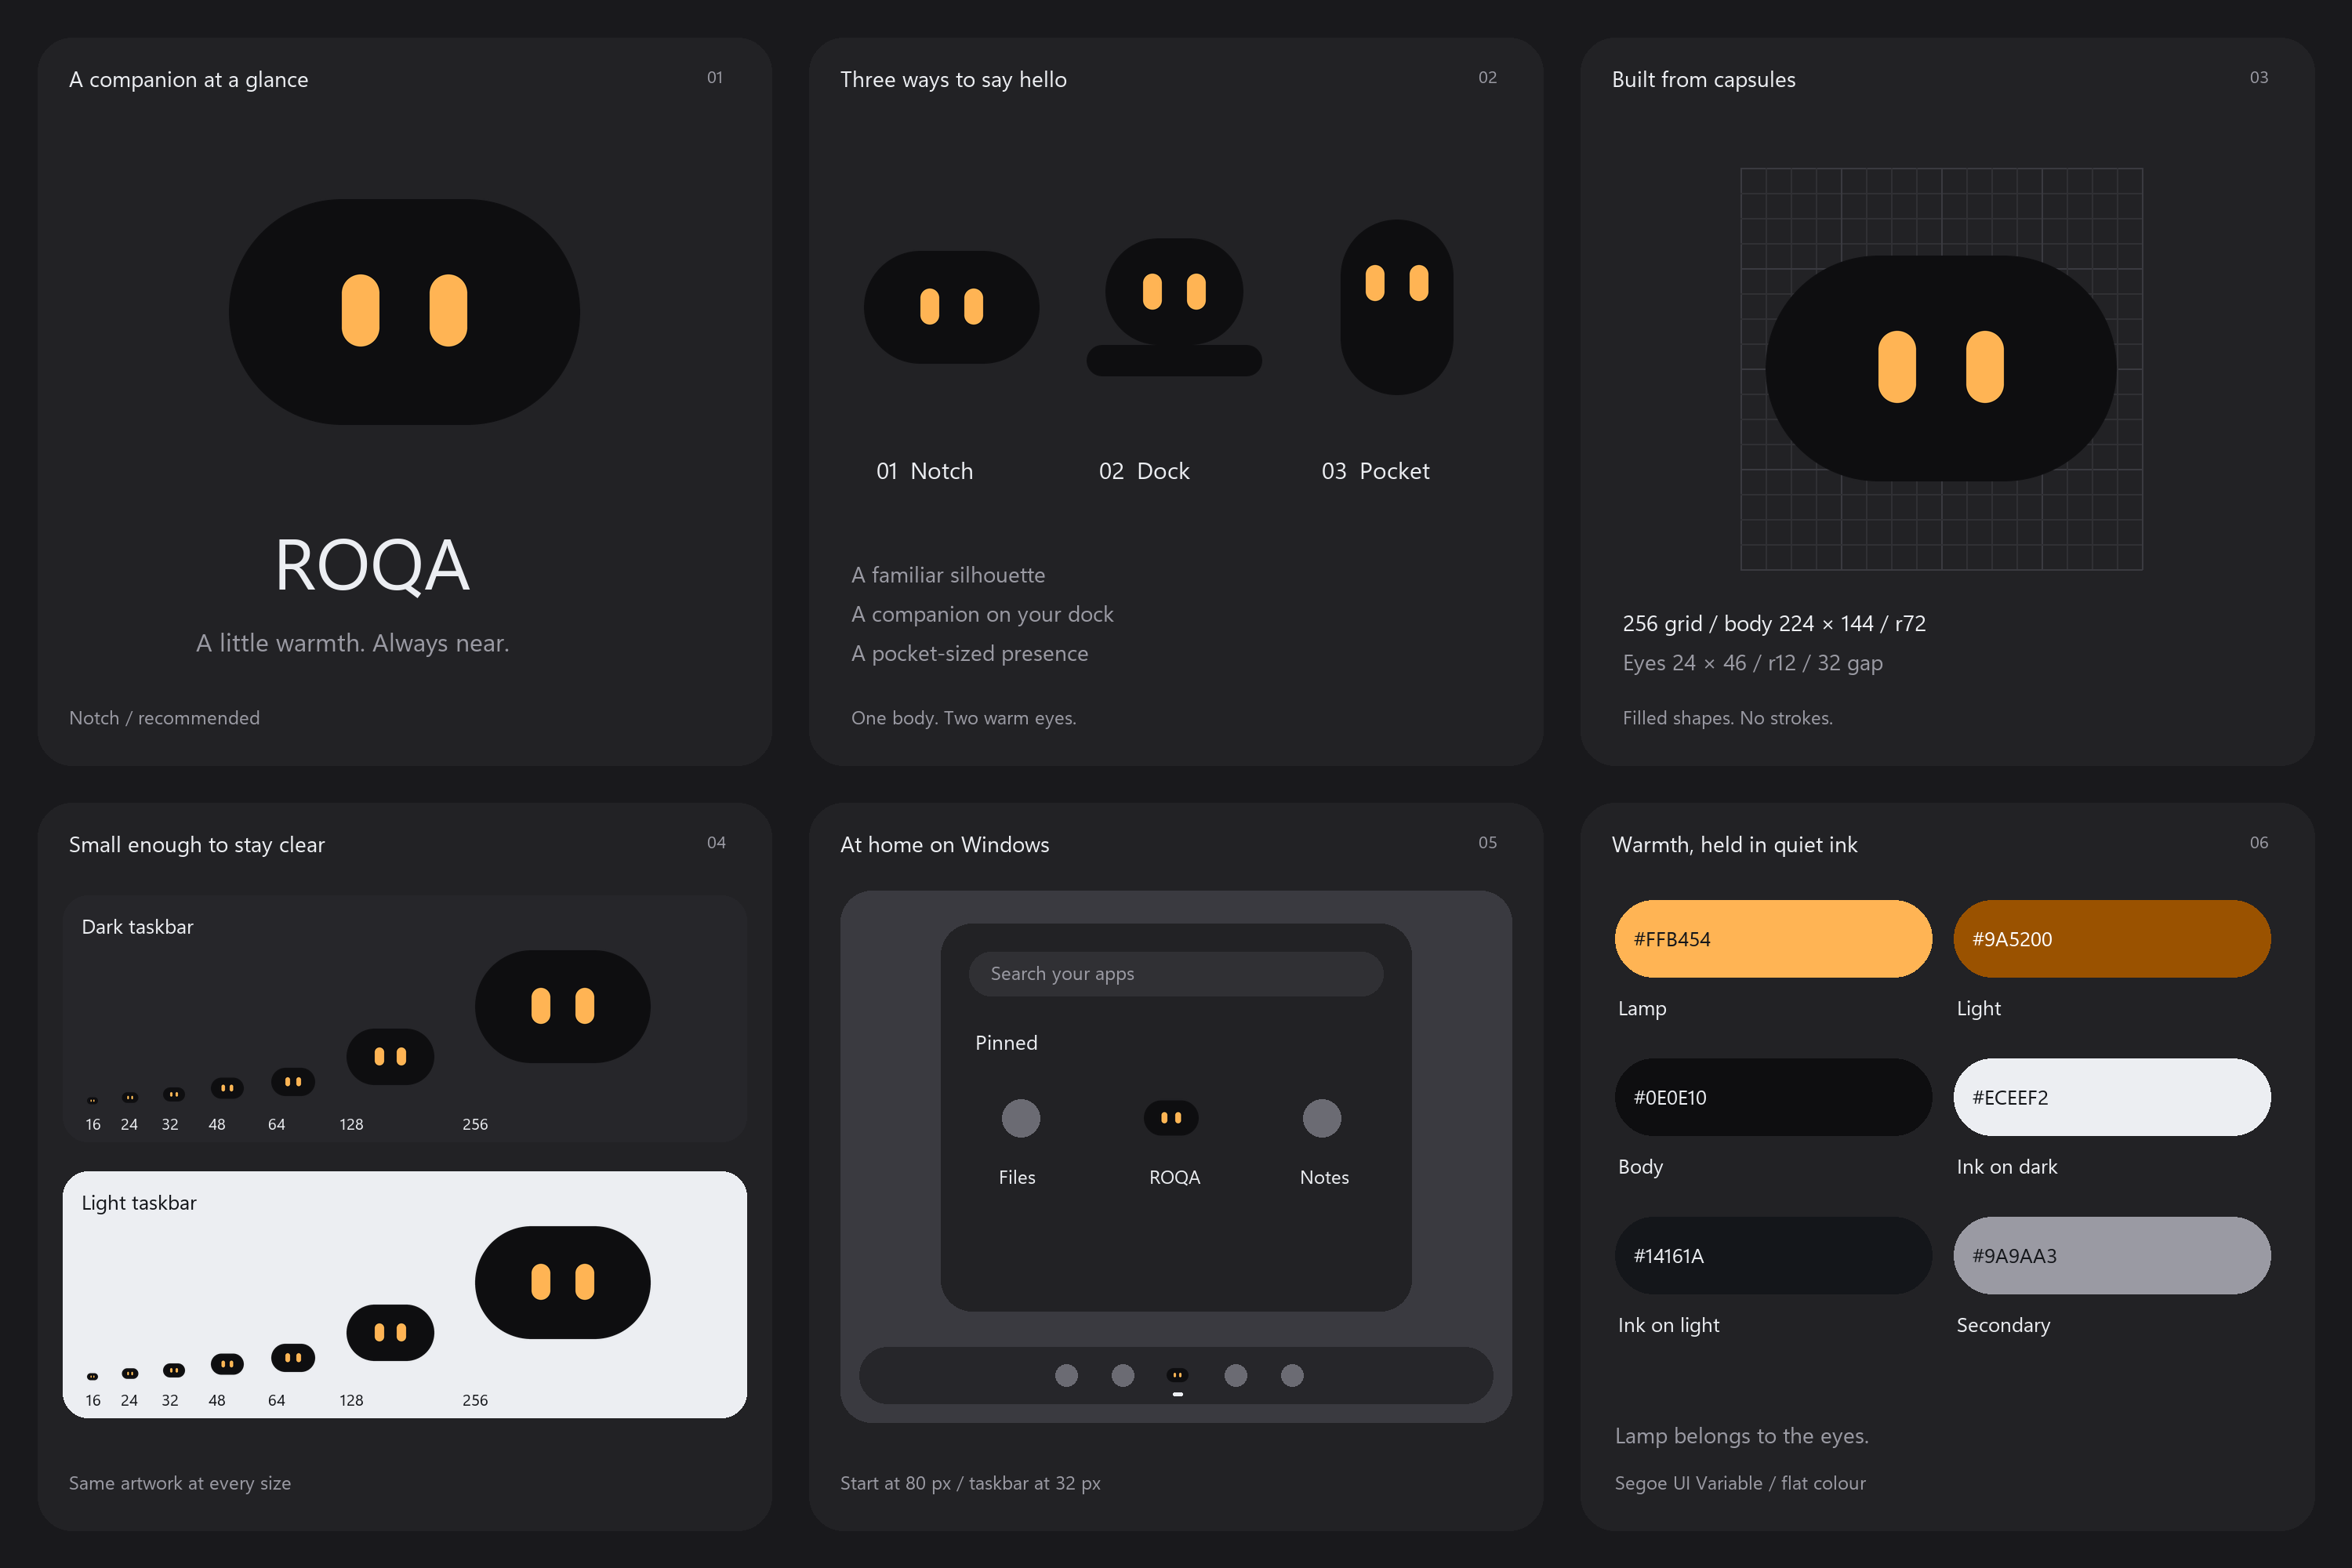 A companion at a glance
01
ROQA
A little warmth. Always near.
Notch / recommended
Three ways to say hello
02
01 Notch
02 Dock
03 Pocket
A familiar silhouette
A companion on your dock
A pocket-sized presence
One body. Two warm eyes.
Built from capsules
03
256 grid / body 224 × 144 / r72
Eyes 24 × 46 / r12 / 32 gap
Filled shapes. No strokes.
Small enough to stay clear
04
Dark taskbar
16 24 32 48 64 128 256
Light taskbar
16 24 32 48 64 128 256
Same artwork at every size
At home on Windows
05
Search your apps
Pinned
Files
ROQA
Notes
Start at 80 px / taskbar at 32 px
Warmth, held in quiet ink
06
#FFB454
#9A5200
Lamp
Light
#0E0E10
#ECEEF2
Body
Ink on dark
#14161A
#9A9AA3
Ink on light
Secondary
Lamp belongs to the eyes.
Segoe UI Variable / flat colour